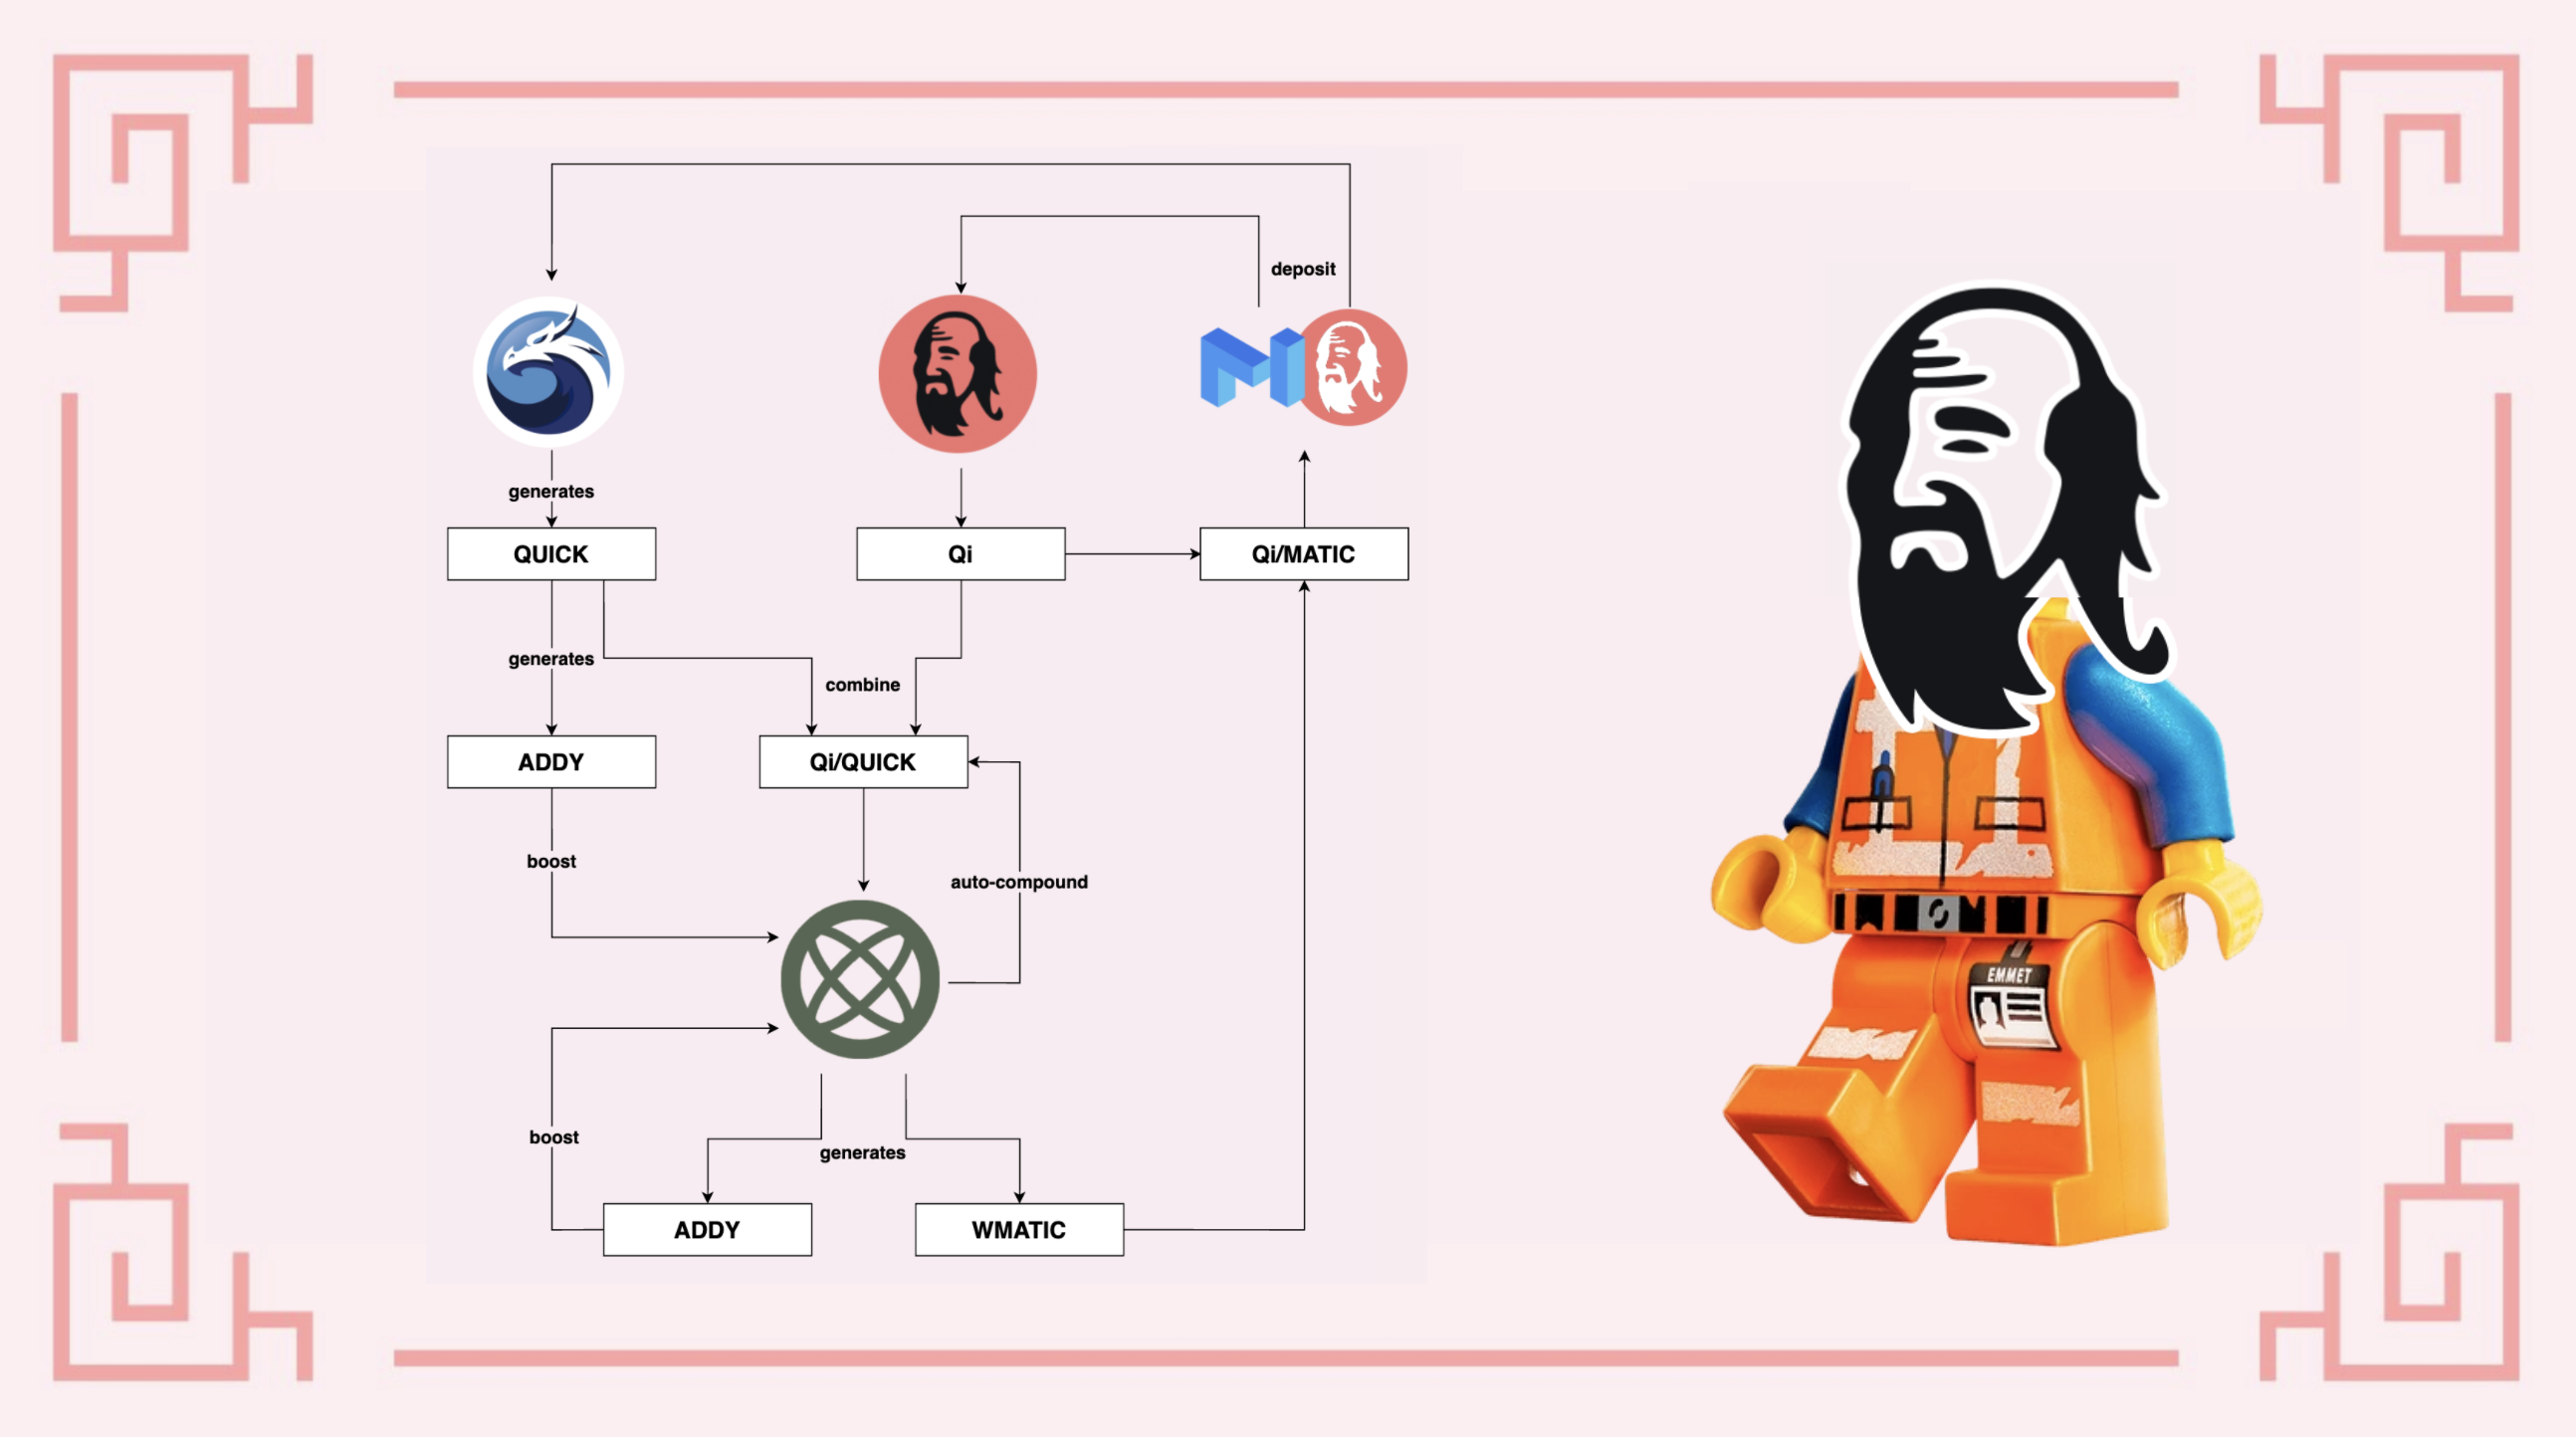 deposit
generates
QUICK
Qi
Qi/MATIC
generates
combine
ADDY
Qi/QUICK
boost
auto-compound
EMMET
boost
generates
ADDY
WMATIC